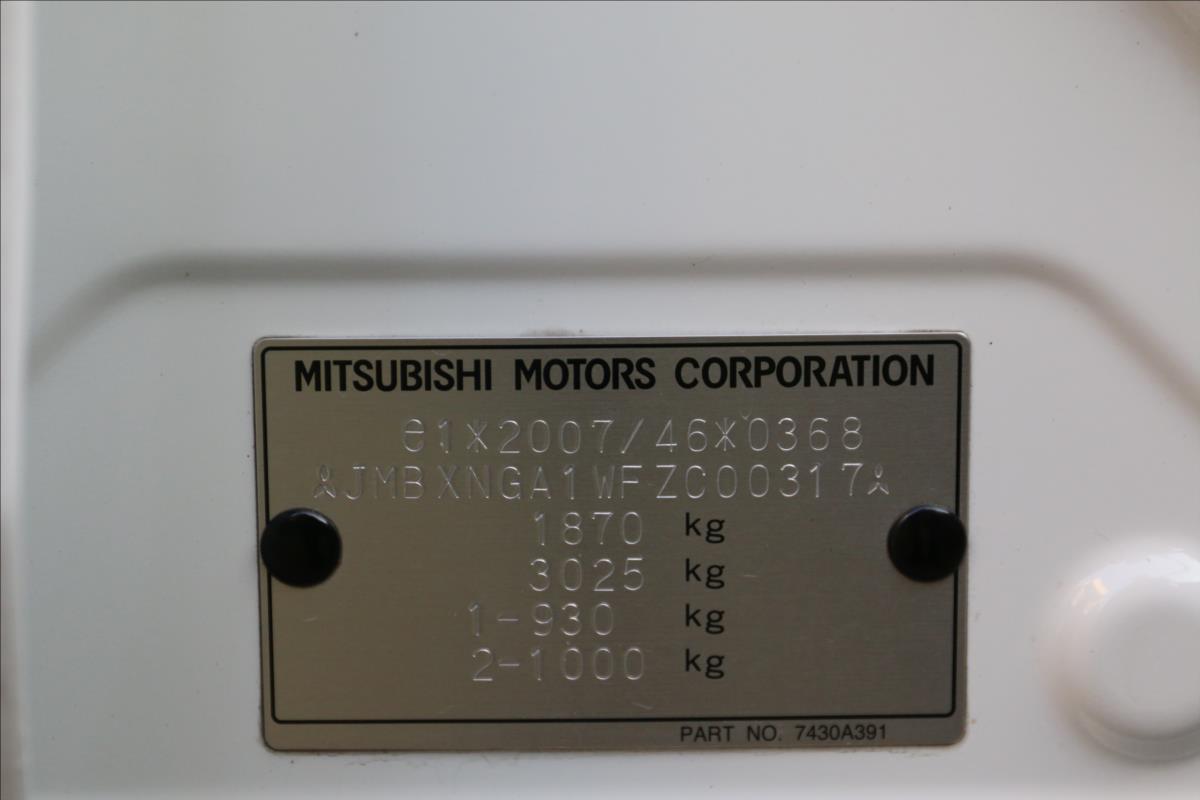 MITSUBISHI MOTORS CORPORATION
e1*2007/46*0368
JMBXNGA1WFZC00317
1870 kg
3025 kg
1-930 kg
2-1000 kg
PART NO. 7430A391